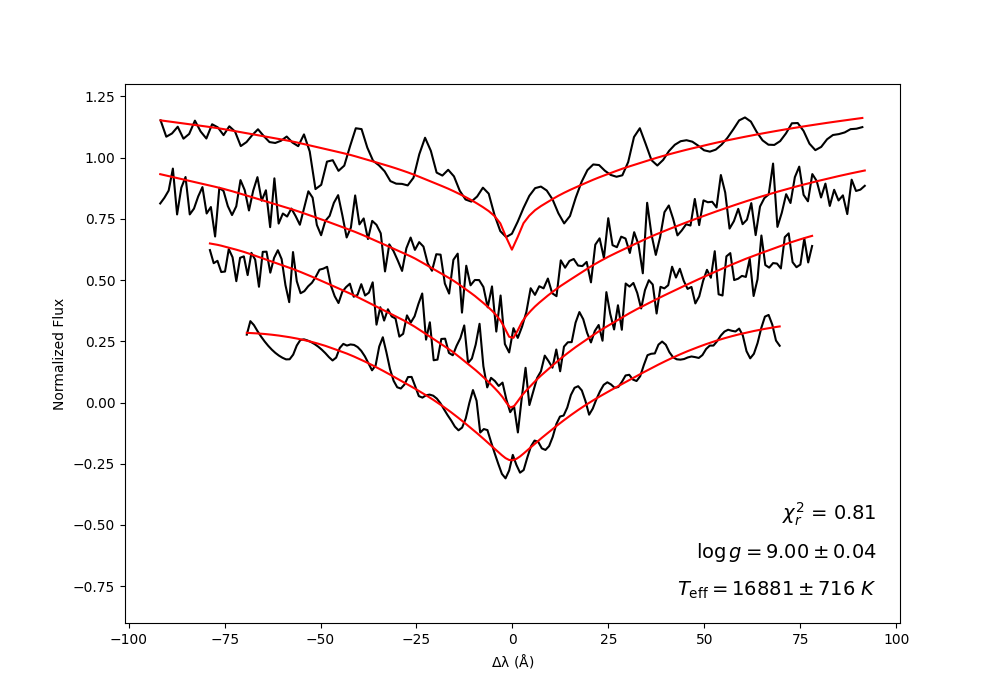 1.25
1.00
0.75
0.50
0.25
0.00
−0.25
−0.50
−0.75
Normalized Flux
χ²ᵣ = 0.81
log g = 9.00 ± 0.04
T_eff = 16881 ± 716 K
−100 −75 −50 −25 0 25 50 75 100
Δλ (Å)